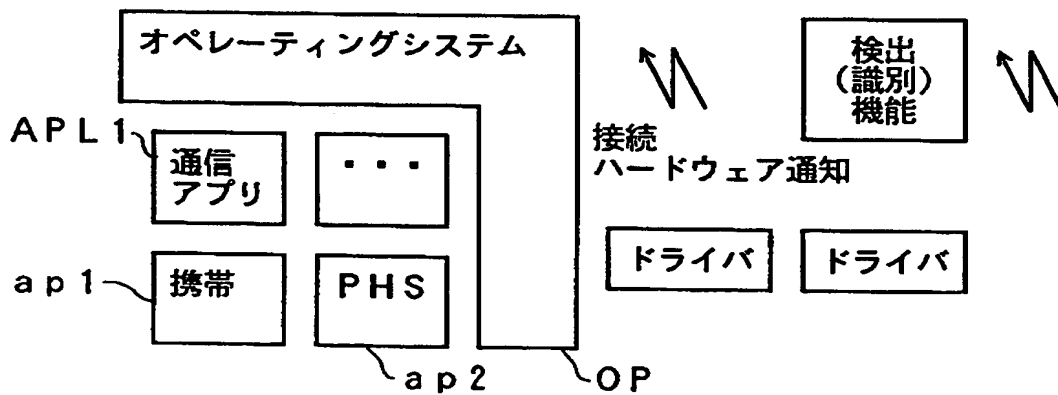 オペレーティングシステム
検出
(識別)
機能
APL1
通信
アプリ
・・・
接続
ハードウェア通知
ap1
携帯
PHS
ドライバ
ドライバ
ap2
OP